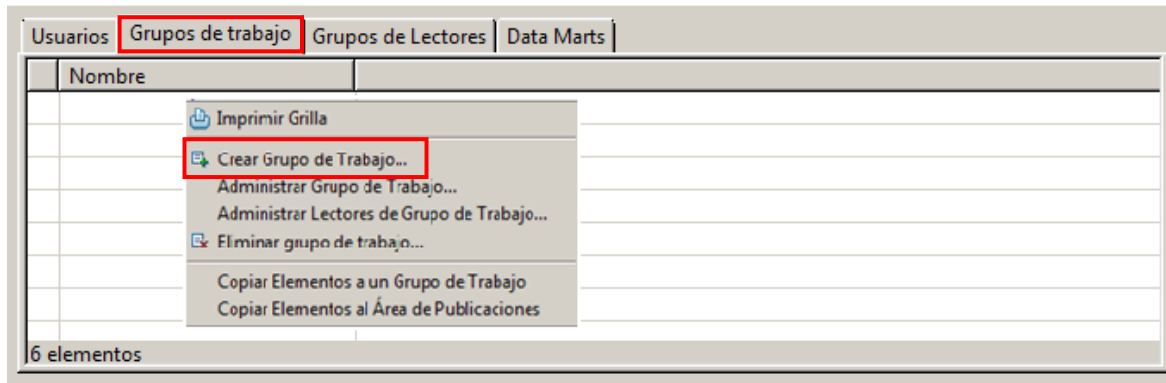 Usuarios Grupos de trabajo Grupos de Lectores Data Marts
Nombre
Imprimir Grilla
Crear Grupo de Trabajo...
Administrar Grupo de Trabajo...
Administrar Lectores de Grupo de Trabajo...
Eliminar grupo de trabajo...
Copiar Elementos a un Grupo de Trabajo
Copiar Elementos al Área de Publicaciones
6 elementos